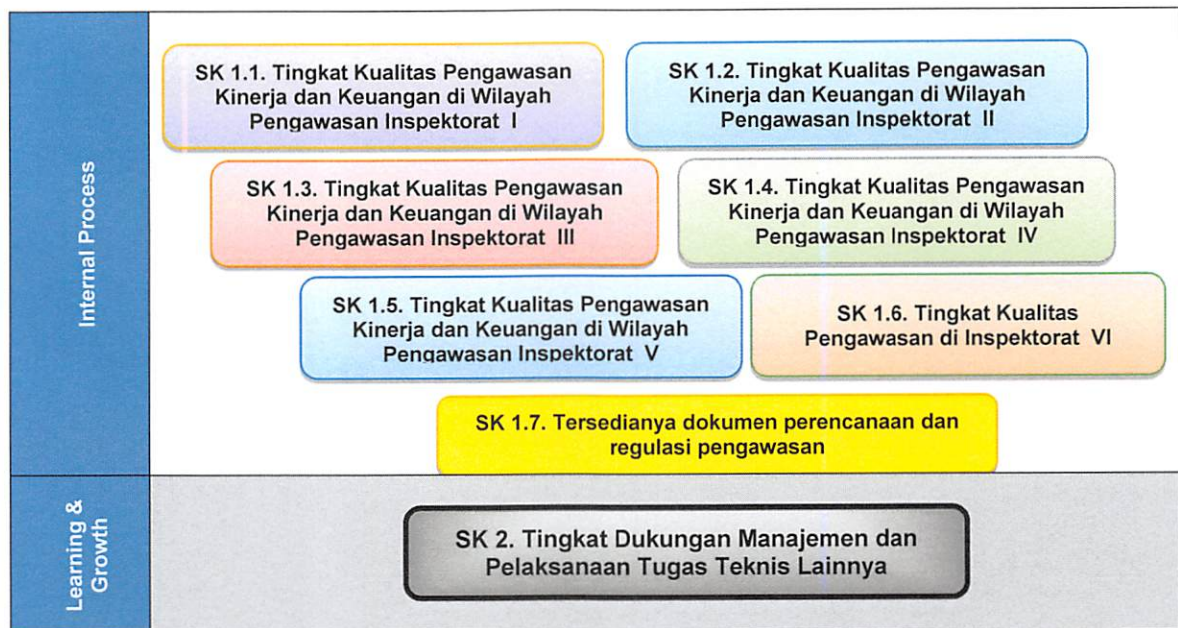 Internal Process
SK 1.1. Tingkat Kualitas Pengawasan
Kinerja dan Keuangan di Wilayah
Pengawasan Inspektorat I
SK 1.2. Tingkat Kualitas Pengawasan
Kinerja dan Keuangan di Wilayah
Pengawasan Inspektorat II
SK 1.3. Tingkat Kualitas Pengawasan
Kinerja dan Keuangan di Wilayah
Pengawasan Inspektorat III
SK 1.4. Tingkat Kualitas Pengawasan
Kinerja dan Keuangan di Wilayah
Pengawasan Inspektorat IV
SK 1.5. Tingkat Kualitas Pengawasan
Kinerja dan Keuangan di Wilayah
Pengawasan Inspektorat V
SK 1.6. Tingkat Kualitas
Pengawasan di Inspektorat VI
SK 1.7. Tersedianya dokumen perencanaan dan
regulasi pengawasan
Learning &
Growth
SK 2. Tingkat Dukungan Manajemen dan
Pelaksanaan Tugas Teknis Lainnya